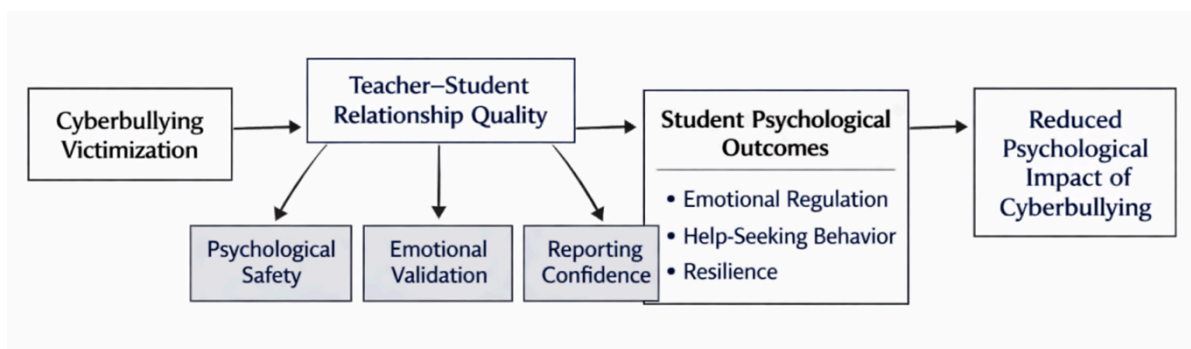 Cyberbullying
Victimization
Teacher–Student
Relationship Quality
Psychological
Safety
Emotional
Validation
Reporting
Confidence
Student Psychological
Outcomes
• Emotional Regulation
• Help-Seeking Behavior
• Resilience
Reduced
Psychological
Impact of
Cyberbullying